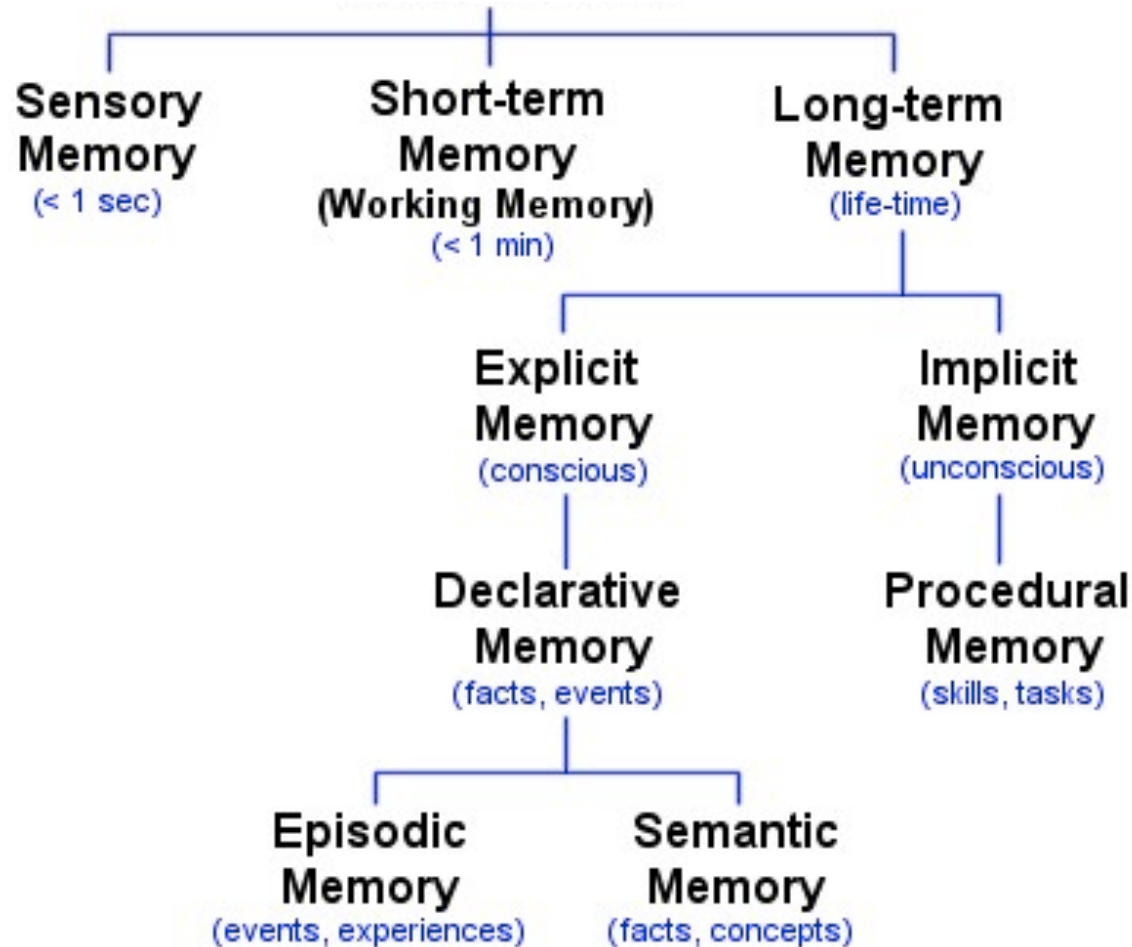 Sensory
Memory
(< 1 sec)
Short-term
Memory
(Working Memory)
(< 1 min)
Long-term
Memory
(life-time)
Explicit
Memory
(conscious)
Implicit
Memory
(unconscious)
Declarative
Memory
(facts, events)
Procedural
Memory
(skills, tasks)
Episodic
Memory
(events, experiences)
Semantic
Memory
(facts, concepts)